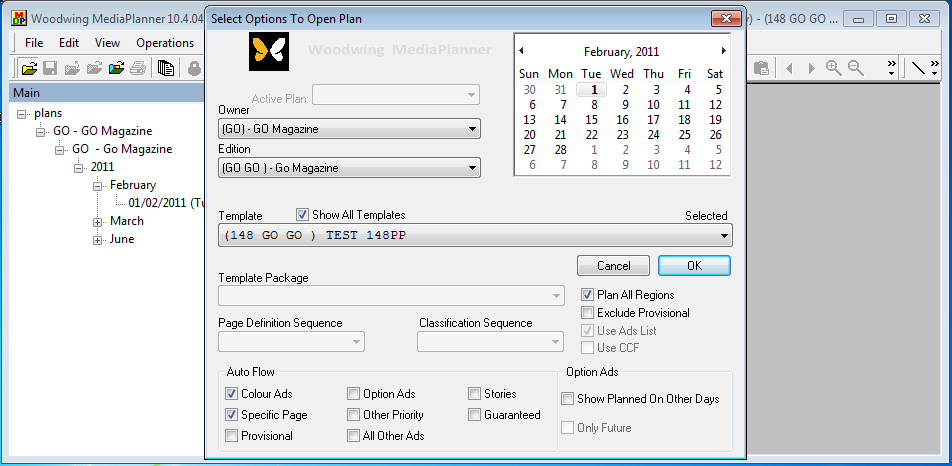 Woodwing MediaPlanner 10.4.04
y) - (148 GO GO ...
File Edit View Operations
Main
plans
GO - GO Magazine
GO - Go Magazine
2011
February
01/02/2011 (Tu
March
June
Select Options To Open Plan
Woodwing MediaPlanner
Active Plan:
Owner
(GO) - GO Magazine
Edition
(GO GO ) - Go Magazine
February, 2011
Sun Mon Tue Wed Thu Fri Sat
30 31 1 2 3 4 5
6 7 8 9 10 11 12
13 14 15 16 17 18 19
20 21 22 23 24 25 26
27 28 1 2 3 4 5
6 7 8 9 10 11 12
Template Show All Templates Selected
(148 GO GO ) TEST 148PP
Cancel OK
Template Package
Plan All Regions
Exclude Provisional
Page Definition Sequence Classification Sequence
Use Ads List
Use CCF
Auto Flow
Colour Ads Option Ads Stories
Specific Page Other Priority Guaranteed
Provisional All Other Ads
Option Ads
Show Planned On Other Days
Only Future